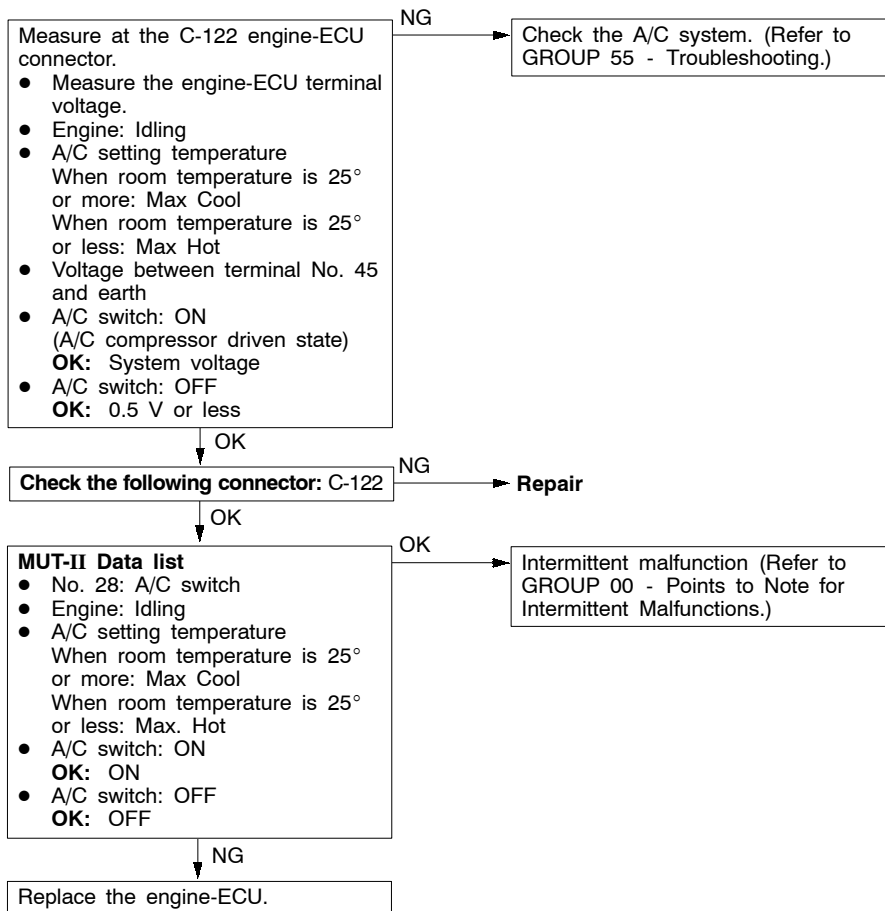 Measure at the C-122 engine-ECU
connector.
● Measure the engine-ECU terminal
voltage.
● Engine: Idling
● A/C setting temperature
When room temperature is 25°
or more: Max Cool
When room temperature is 25°
or less: Max Hot
● Voltage between terminal No. 45
and earth
● A/C switch: ON
(A/C compressor driven state)
OK: System voltage
● A/C switch: OFF
OK: 0.5 V or less
NG
Check the A/C system. (Refer to
GROUP 55 - Troubleshooting.)
OK
Check the following connector: C-122
NG
Repair
OK
MUT-II Data list
● No. 28: A/C switch
● Engine: Idling
● A/C setting temperature
When room temperature is 25°
or more: Max Cool
When room temperature is 25°
or less: Max. Hot
● A/C switch: ON
OK: ON
● A/C switch: OFF
OK: OFF
OK
Intermittent malfunction (Refer to
GROUP 00 - Points to Note for
Intermittent Malfunctions.)
NG
Replace the engine-ECU.